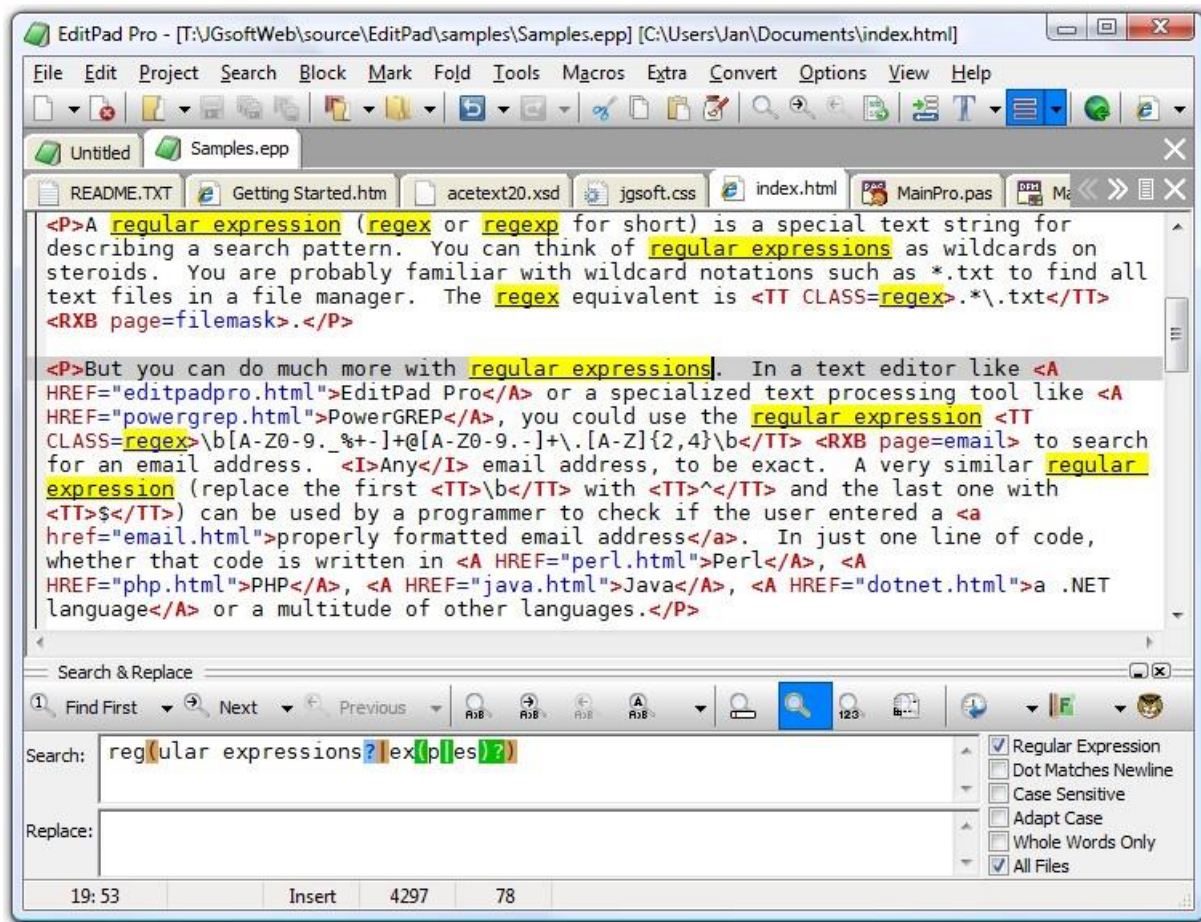 EditPad Pro - [T:\JGsoftWeb\source\EditPad\samples\Samples.epp] [C:\Users\Jan\Documents\index.html]
File Edit Project Search Block Mark Fold Tools Macros Extra Convert Options View Help
Untitled Samples.epp
README.TXT Getting Started.htm acetext20.xsd jgsoft.css index.html MainPro.pas Ma
<P>A regular expression (regex or regexp for short) is a special text string for
describing a search pattern.  You can think of regular expressions as wildcards on
steroids.  You are probably familiar with wildcard notations such as *.txt to find all
text files in a file manager.  The regex equivalent is <TT CLASS=regex>.*\.txt</TT>
<RXB page=filemask>.</P>
<P>But you can do much more with regular expressions.  In a text editor like <A
HREF="editpadpro.html">EditPad Pro</A> or a specialized text processing tool like <A
HREF="powergrep.html">PowerGREP</A>, you could use the regular expression <TT
CLASS=regex>\b[A-Z0-9._%+-]+@[A-Z0-9.-]+\.[A-Z]{2,4}\b</TT> <RXB page=email> to search
for an email address.  <I>Any</I> email address, to be exact.  A very similar regular
expression (replace the first <TT>\b</TT> with <TT>^</TT> and the last one with
<TT>$</TT>) can be used by a programmer to check if the user entered a <a
href="email.html">properly formatted email address</a>.  In just one line of code,
whether that code is written in <A HREF="perl.html">Perl</A>, <A
HREF="php.html">PHP</A>, <A HREF="java.html">Java</A>, <A HREF="dotnet.html">a .NET
language</A> or a multitude of other languages.</P>
Search & Replace
Find First Next Previous
Search: reg(ular expressions?|ex(p|es)?)
Regular Expression
Dot Matches Newline
Case Sensitive
Replace:
Adapt Case
Whole Words Only
All Files
19: 53 Insert 4297 78